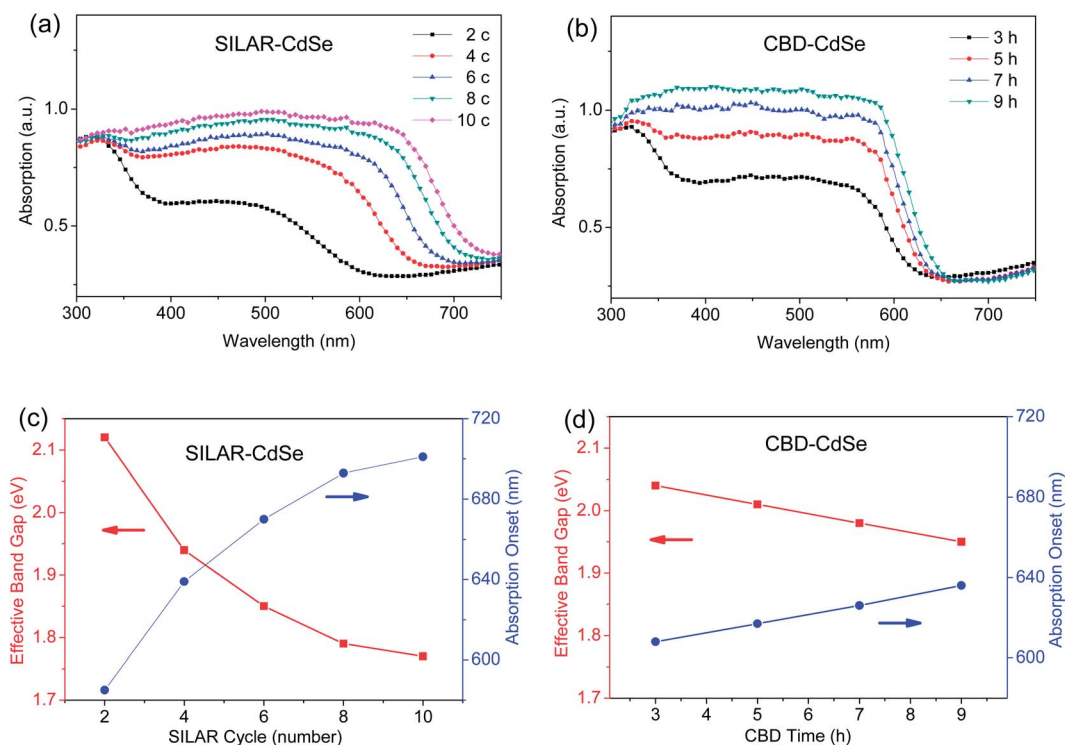 (a)
SILAR-CdSe
2 c
4 c
6 c
8 c
10 c
1.0
0.5
Absorption (a.u.)
300 400 500 600 700
Wavelength (nm)
(b)
CBD-CdSe
3 h
5 h
7 h
9 h
1.0
0.5
Absorption (a.u.)
300 400 500 600 700
Wavelength (nm)
(c)
SILAR-CdSe
2.1
2.0
1.9
1.8
1.7
Effective Band Gap (eV)
720
680
640
600
Absorption Onset (nm)
2 4 6 8 10
SILAR Cycle (number)
(d)
CBD-CdSe
2.1
2.0
1.9
1.8
1.7
Effective Band Gap (eV)
720
680
640
600
Absorption Onset (nm)
3 4 5 6 7 8 9
CBD Time (h)